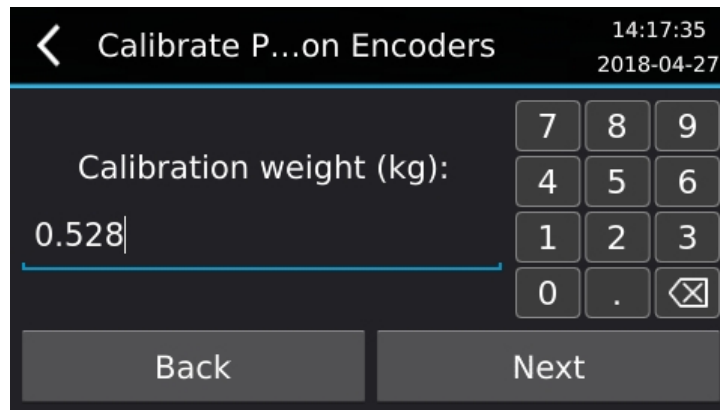 Calibrate P...on Encoders
14:17:35
2018-04-27
Calibration weight (kg):
0.528
7 8 9
4 5 6
1 2 3
0 .
Back
Next